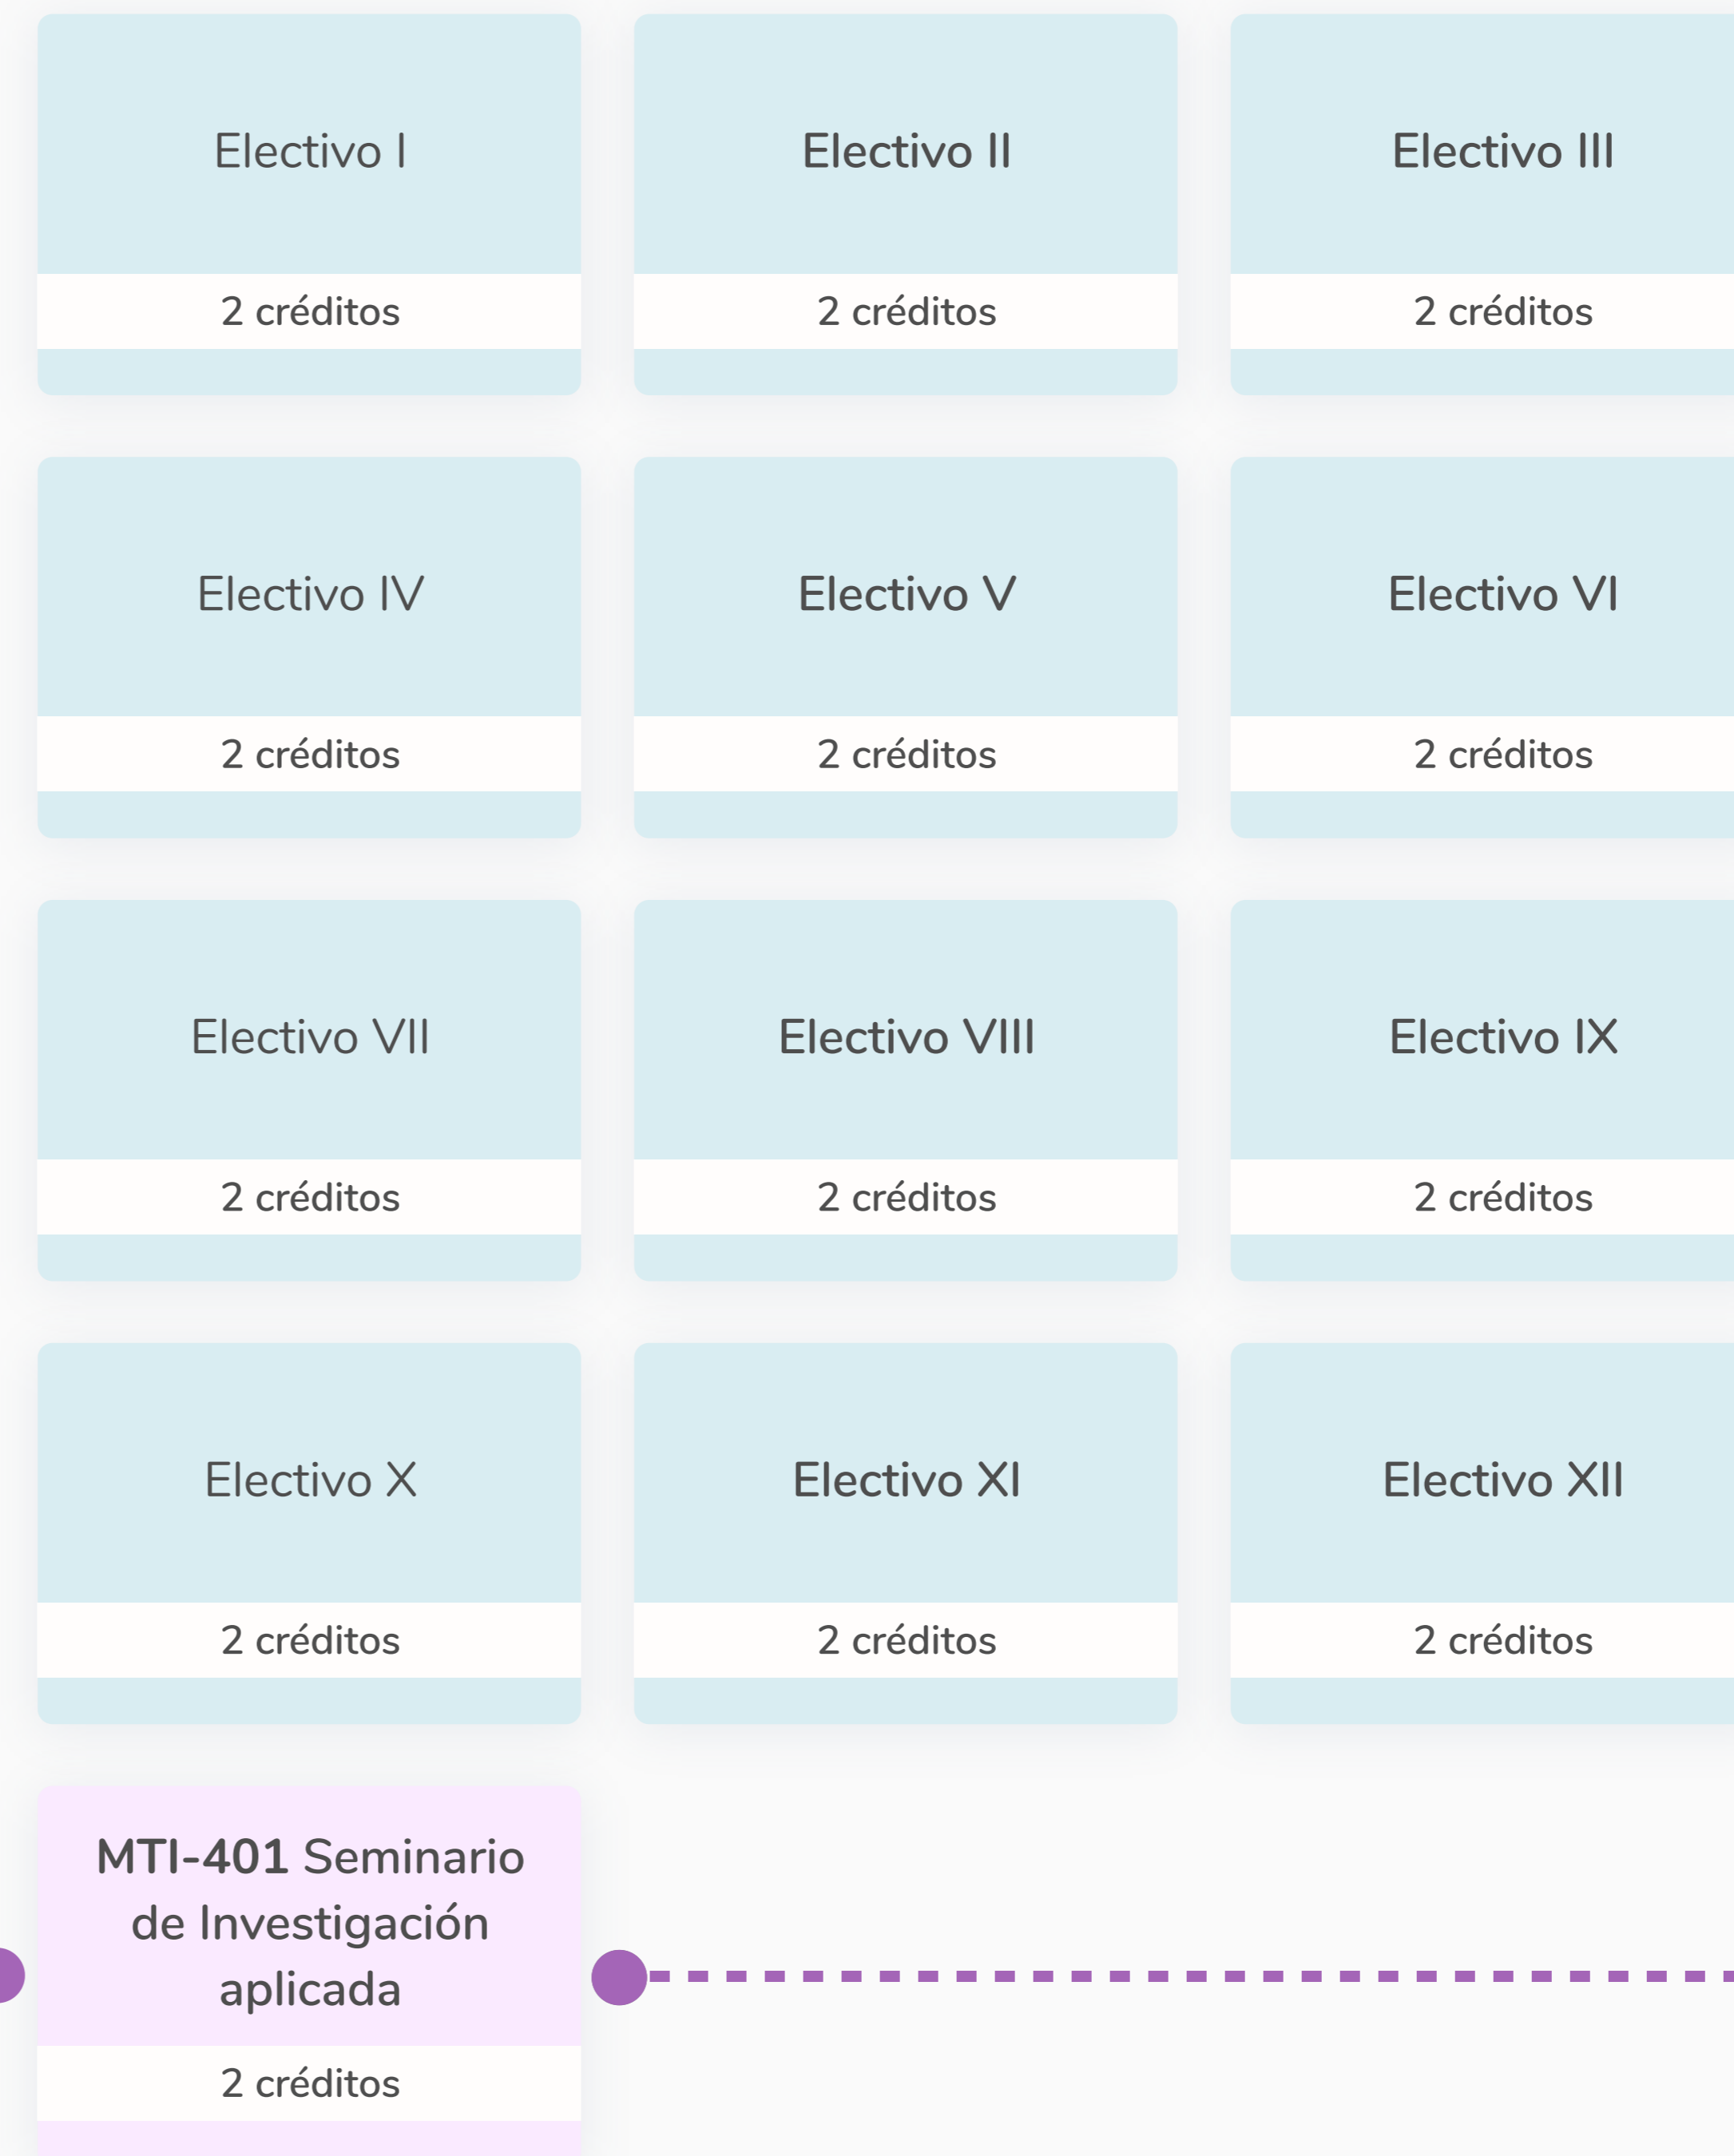 Electivo I
Electivo II
Electivo III
2 créditos
2 créditos
2 créditos
Electivo IV
Electivo V
Electivo VI
2 créditos
2 créditos
2 créditos
Electivo VII
Electivo VIII
Electivo IX
2 créditos
2 créditos
2 créditos
Electivo X
Electivo XI
Electivo XII
2 créditos
2 créditos
2 créditos
MTI-401 Seminario
de Investigación
aplicada
2 créditos